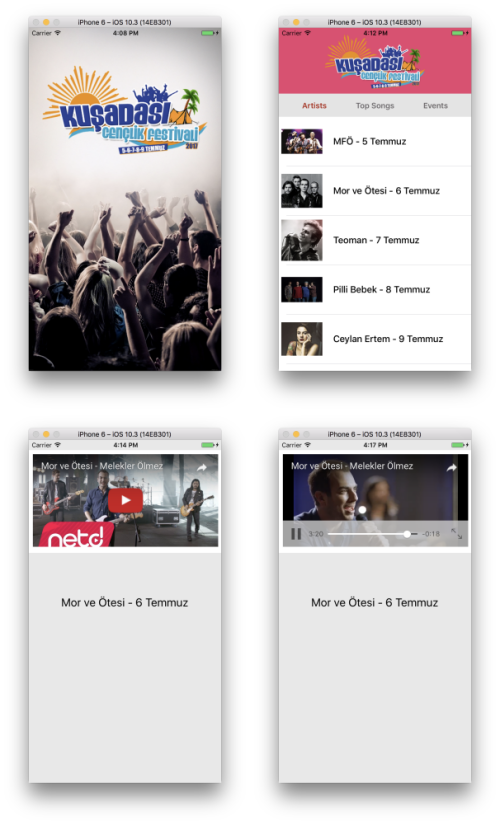 iPhone 6 – iOS 10.3 (14E8301)
Carrier 4:08 PM
KUŞADASI
GENÇLİK FESTİVALİ
5-6-7-8-9 TEMMUZ 2017
iPhone 6 – iOS 10.3 (14E8301)
Carrier 4:12 PM
KUŞADASI
GENÇLİK FESTİVALİ
5-6-7-8-9 TEMMUZ 2017
Artists Top Songs Events
MFÖ - 5 Temmuz
Mor ve Ötesi - 6 Temmuz
Teoman - 7 Temmuz
Pilli Bebek - 8 Temmuz
Ceylan Ertem - 9 Temmuz
iPhone 6 – iOS 10.3 (14E8301)
Carrier 4:14 PM
Mor ve Ötesi - Melekler Ölmez
netd!
Mor ve Ötesi - 6 Temmuz
iPhone 6 – iOS 10.3 (14E8301)
Carrier 4:17 PM
Mor ve Ötesi - Melekler Ölmez
3:20 -0:18
Mor ve Ötesi - 6 Temmuz